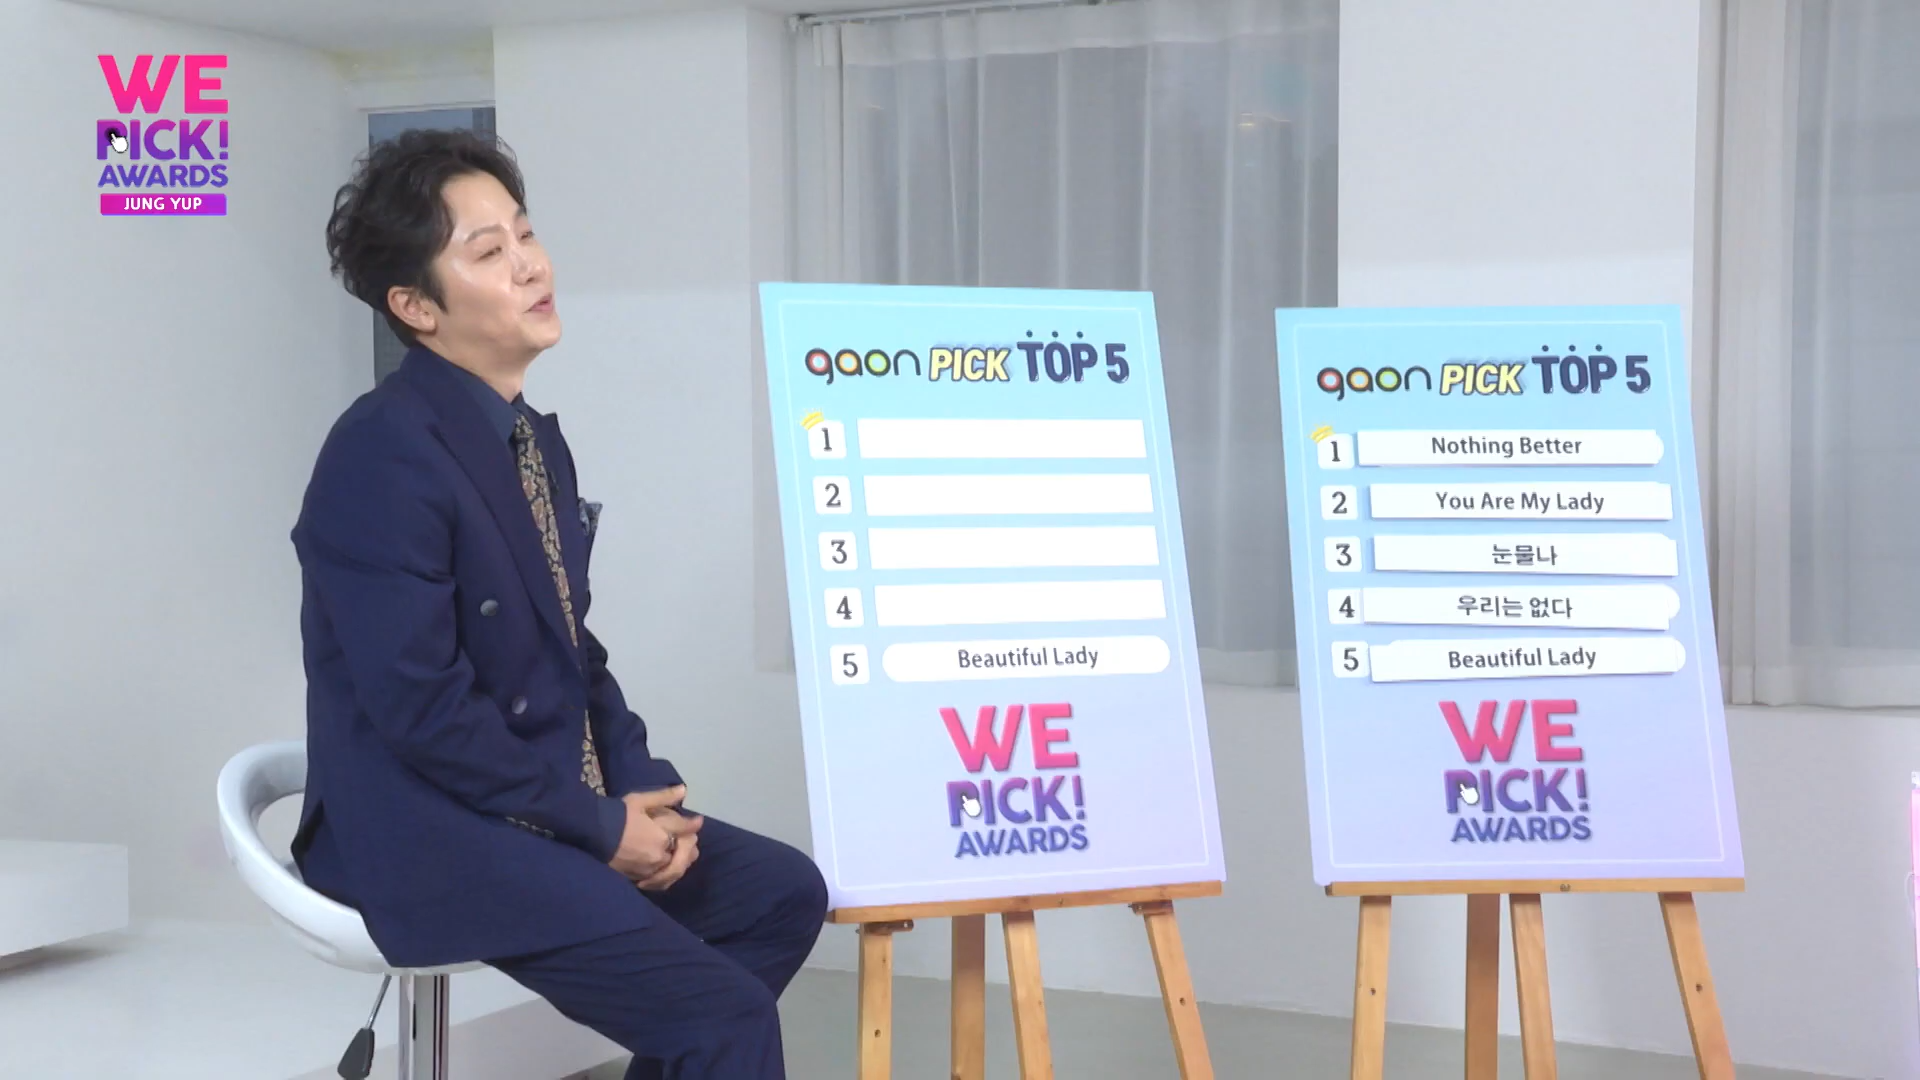 WE
PICK!
AWARDS
JUNG YUP
gaon PICK TOP 5
1
2
3
4
5 Beautiful Lady
WE
PICK!
AWARDS
gaon PICK TOP 5
1 Nothing Better
2 You Are My Lady
3 눈물나
4 우리는 없다
5 Beautiful Lady
WE
PICK!
AWARDS